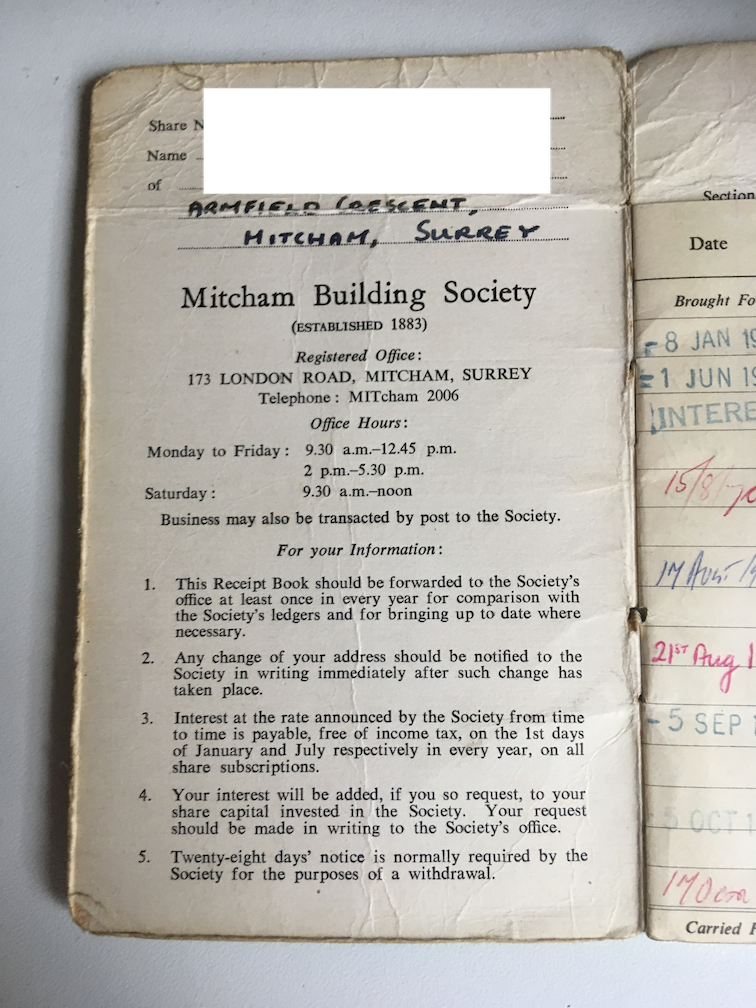 Share N
Name
of
ARMFIELD CRESCENT,
MITCHAM, SURREY
Mitcham Building Society
(ESTABLISHED 1883)
Registered Office:
173 LONDON ROAD, MITCHAM, SURREY
Telephone: MITcham 2006
Office Hours:
Monday to Friday: 9.30 a.m.–12.45 p.m.
2 p.m.–5.30 p.m.
Saturday: 9.30 a.m.–noon
Business may also be transacted by post to the Society.
For your Information:
1. This Receipt Book should be forwarded to the Society's
office at least once in every year for comparison with
the Society's ledgers and for bringing up to date where
necessary.
2. Any change of your address should be notified to the
Society in writing immediately after such change has
taken place.
3. Interest at the rate announced by the Society from time
to time is payable, free of income tax, on the 1st days
of January and July respectively in every year, on all
share subscriptions.
4. Your interest will be added, if you so request, to your
share capital invested in the Society. Your request
should be made in writing to the Society's office.
5. Twenty-eight days' notice is normally required by the
Society for the purposes of a withdrawal.
Section
Date
Brought Fo
-8 JAN 19
-1 JUN 19
INTERE
15/8/
17 Aug
21ST Aug 1
-5 SEP 1
5 OCT 1
17 Oct
Carried F